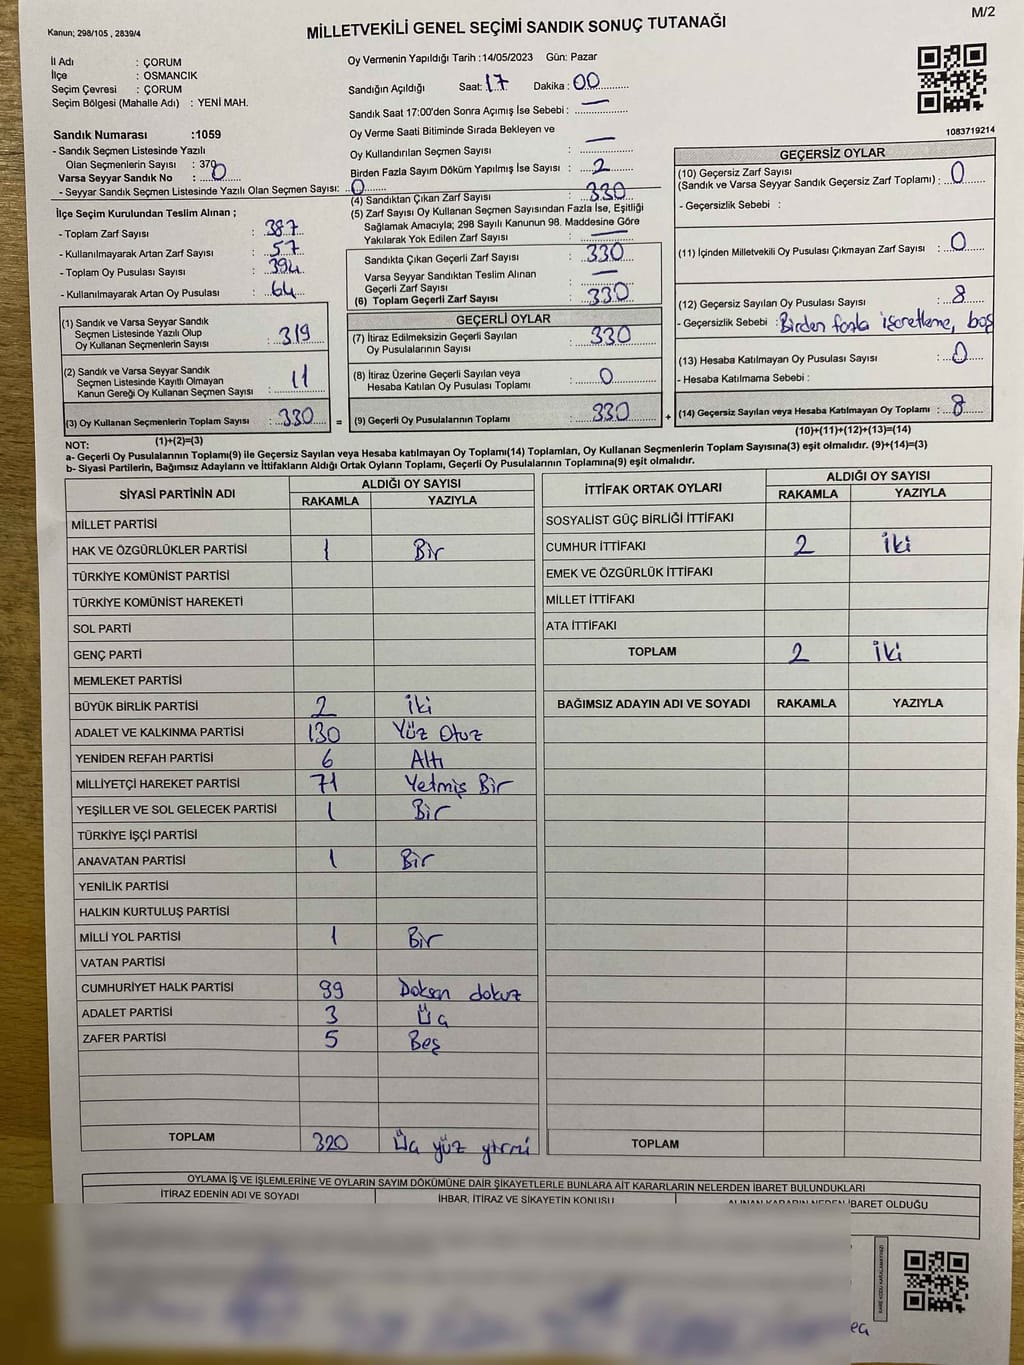 Kanun; 298/105 , 2839/4
MİLLETVEKİLİ GENEL SEÇİMİ SANDIK SONUÇ TUTANAĞI
M/2
İl Adı : ÇORUM
İlçe : OSMANCIK
Seçim Çevresi : ÇORUM
Seçim Bölgesi (Mahalle Adı) : YENİ MAH.
Sandık Numarası :1059
- Sandık Seçmen Listesinde Yazılı
Olan Seçmenlerin Sayısı : 370
Varsa Seyyar Sandık No : 0
- Seyyar Sandık Seçmen Listesinde Yazılı Olan Seçmen Sayısı: 0
İlçe Seçim Kurulundan Teslim Alınan ;
- Toplam Zarf Sayısı : 387
- Kullanılmayarak Artan Zarf Sayısı : 57
- Toplam Oy Pusulası Sayısı : 394
- Kullanılmayarak Artan Oy Pusulası : 64
(1) Sandık ve Varsa Seyyar Sandık
Seçmen Listesinde Yazılı Olup
Oy Kullanan Seçmenlerin Sayısı : 319
(2) Sandık ve Varsa Seyyar Sandık
Seçmen Listesinde Kayıtlı Olmayan
Kanun Gereği Oy Kullanan Seçmen Sayısı : 11
(3) Oy Kullanan Seçmenlerin Toplam Sayısı : 330
(1)+(2)=(3)
Oy Vermenin Yapıldığı Tarih :14/05/2023 Gün: Pazar
Sandığın Açıldığı Saat: 17 Dakika : 00
Sandık Saat 17:00'den Sonra Açımış İse Sebebi : —
Oy Verme Saati Bitiminde Sırada Bekleyen ve
Oy Kullandırılan Seçmen Sayısı : —
Birden Fazla Sayım Döküm Yapılmış İse Sayısı : 2
(4) Sandıktan Çıkan Zarf Sayısı : 330
(5) Zarf Sayısı Oy Kullanan Seçmen Sayısından Fazla İse, Eşitliği
Sağlamak Amacıyla; 298 Sayılı Kanunun 98. Maddesine Göre
Yakılarak Yok Edilen Zarf Sayısı : —
Sandıkta Çıkan Geçerli Zarf Sayısı : 330
Varsa Seyyar Sandıktan Teslim Alınan
Geçerli Zarf Sayısı : —
(6) Toplam Geçerli Zarf Sayısı : 330
GEÇERLİ OYLAR
(7) İtiraz Edilmeksizin Geçerli Sayılan
Oy Pusulalarının Sayısı : 330
(8) İtiraz Üzerine Geçerli Sayılan veya
Hesaba Katılan Oy Pusulası Toplamı : 0
= (9) Geçerli Oy Pusulalarının Toplamı : 330 +
1083719214
GEÇERSİZ OYLAR
(10) Geçersiz Zarf Sayısı
(Sandık ve Varsa Seyyar Sandık Geçersiz Zarf Toplamı) : 0
- Geçersizlik Sebebi :
(11) İçinden Milletvekili Oy Pusulası Çıkmayan Zarf Sayısı : 0
(12) Geçersiz Sayılan Oy Pusulası Sayısı : 8
- Geçersizlik Sebebi : Birden fazla işaretleme, boş
(13) Hesaba Katılmayan Oy Pusulası Sayısı : 0
- Hesaba Katılmama Sebebi :
(14) Geçersiz Sayılan veya Hesaba Katılmayan Oy Toplamı : 8
(10)+(11)+(12)+(13)=(14)
NOT:
a- Geçerli Oy Pusulalarının Toplamı(9) ile Geçersiz Sayılan veya Hesaba katılmayan Oy Toplamı(14) Toplamları, Oy Kullanan Seçmenlerin Toplam Sayısına(3) eşit olmalıdır. (9)+(14)=(3)
b- Siyasi Partilerin, Bağımsız Adayların ve İttifakların Aldığı Ortak Oyların Toplamı, Geçerli Oy Pusulalarının Toplamına(9) eşit olmalıdır.
SİYASİ PARTİNİN ADI
ALDIĞI OY SAYISI
RAKAMLA YAZIYLA
MİLLET PARTİSİ
HAK VE ÖZGÜRLÜKLER PARTİSİ 1 Bir
TÜRKİYE KOMÜNİST PARTİSİ
TÜRKİYE KOMÜNİST HAREKETİ
SOL PARTİ
GENÇ PARTİ
MEMLEKET PARTİSİ
BÜYÜK BİRLİK PARTİSİ 2 İki
ADALET VE KALKINMA PARTİSİ 130 Yüz Otuz
YENİDEN REFAH PARTİSİ 6 Altı
MİLLİYETÇİ HAREKET PARTİSİ 71 Yetmiş Bir
YEŞİLLER VE SOL GELECEK PARTİSİ 1 Bir
TÜRKİYE İŞÇİ PARTİSİ
ANAVATAN PARTİSİ 1 Bir
YENİLİK PARTİSİ
HALKIN KURTULUŞ PARTİSİ
MİLLİ YOL PARTİSİ 1 Bir
VATAN PARTİSİ
CUMHURİYET HALK PARTİSİ 99 Doksan dokuz
ADALET PARTİSİ 3 Üç
ZAFER PARTİSİ 5 Beş
TOPLAM 320 Üç yüz yirmi
İTTİFAK ORTAK OYLARI
ALDIĞI OY SAYISI
RAKAMLA YAZIYLA
SOSYALİST GÜÇ BİRLİĞİ İTTİFAKI
CUMHUR İTTİFAKI 2 İki
EMEK VE ÖZGÜRLÜK İTTİFAKI
MİLLET İTTİFAKI
ATA İTTİFAKI
TOPLAM 2 İki
BAĞIMSIZ ADAYIN ADI VE SOYADI RAKAMLA YAZIYLA
TOPLAM
OYLAMA İŞ VE İŞLEMLERİNE VE OYLARIN SAYIM DÖKÜMÜNE DAİR ŞİKAYETLERLE BUNLARA AİT KARARLARIN NELERDEN İBARET BULUNDUKLARI
İTİRAZ EDENİN ADI VE SOYADI
İHBAR, İTİRAZ VE ŞİKAYETİN KONUSU
ALINAN KARARIN NEDEN İBARET OLDUĞU